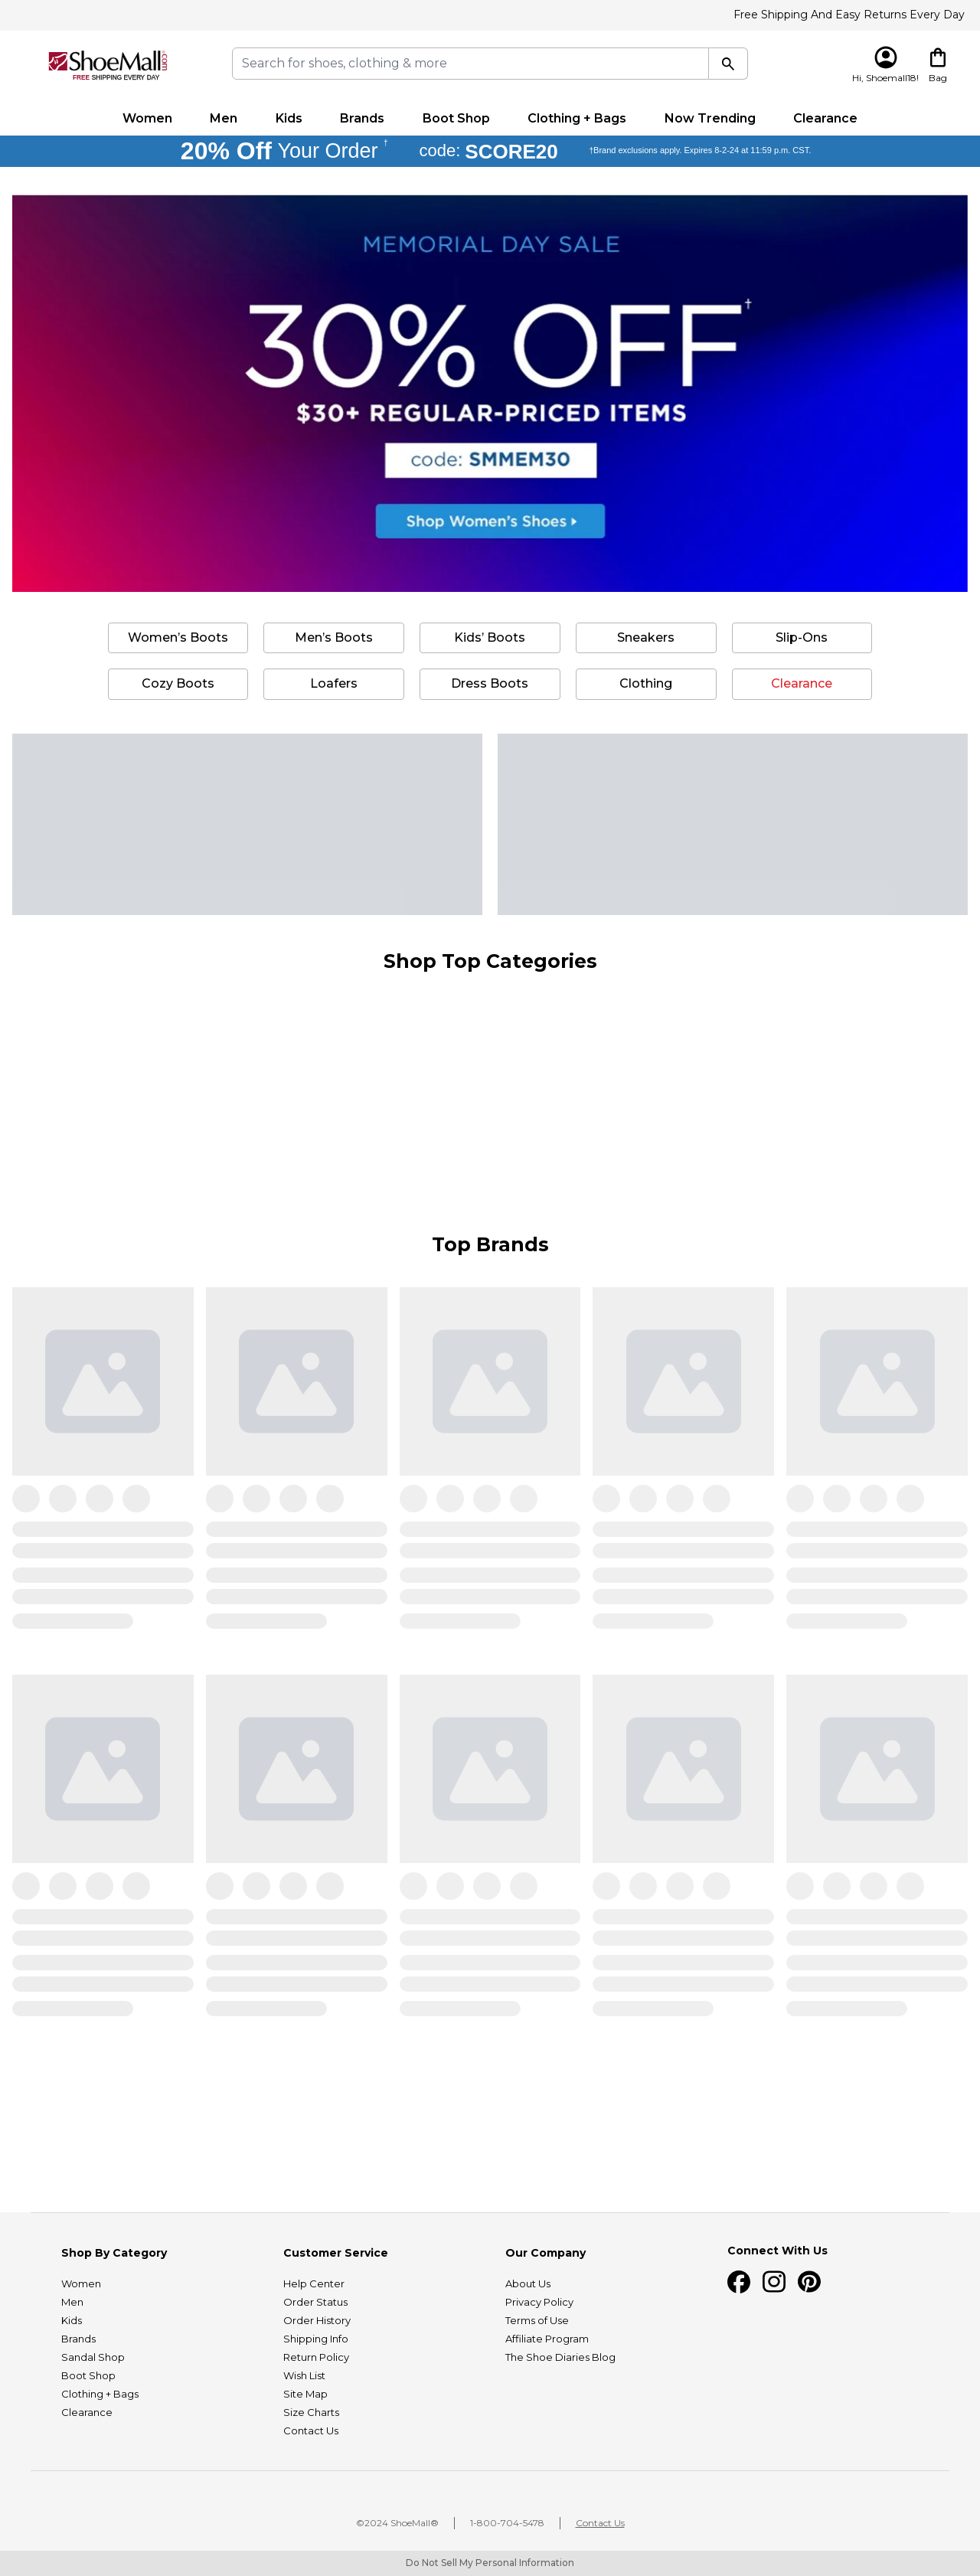 Free Shipping And Easy Returns Every Day
ShoeMall.com
FREE SHIPPING EVERY DAY
Search for shoes, clothing & more
Hi, Shoemall18!
Bag
Women Men Kids Brands Boot Shop Clothing + Bags Now Trending Clearance
20% Off Your Order † code: SCORE20 †Brand exclusions apply. Expires 8-2-24 at 11:59 p.m. CST.
MEMORIAL DAY SALE
30% OFF†
$30+ REGULAR-PRICED ITEMS
code: SMMEM30
Shop Women's Shoes
Women's Boots Men's Boots Kids' Boots Sneakers Slip-Ons
Cozy Boots Loafers Dress Boots Clothing Clearance
Shop Top Categories
Top Brands
Shop By Category
Women
Men
Kids
Brands
Sandal Shop
Boot Shop
Clothing + Bags
Clearance
Customer Service
Help Center
Order Status
Order History
Shipping Info
Return Policy
Wish List
Site Map
Size Charts
Contact Us
Our Company
About Us
Privacy Policy
Terms of Use
Affiliate Program
The Shoe Diaries Blog
Connect With Us
©2024 ShoeMall® 1-800-704-5478 Contact Us
Do Not Sell My Personal Information